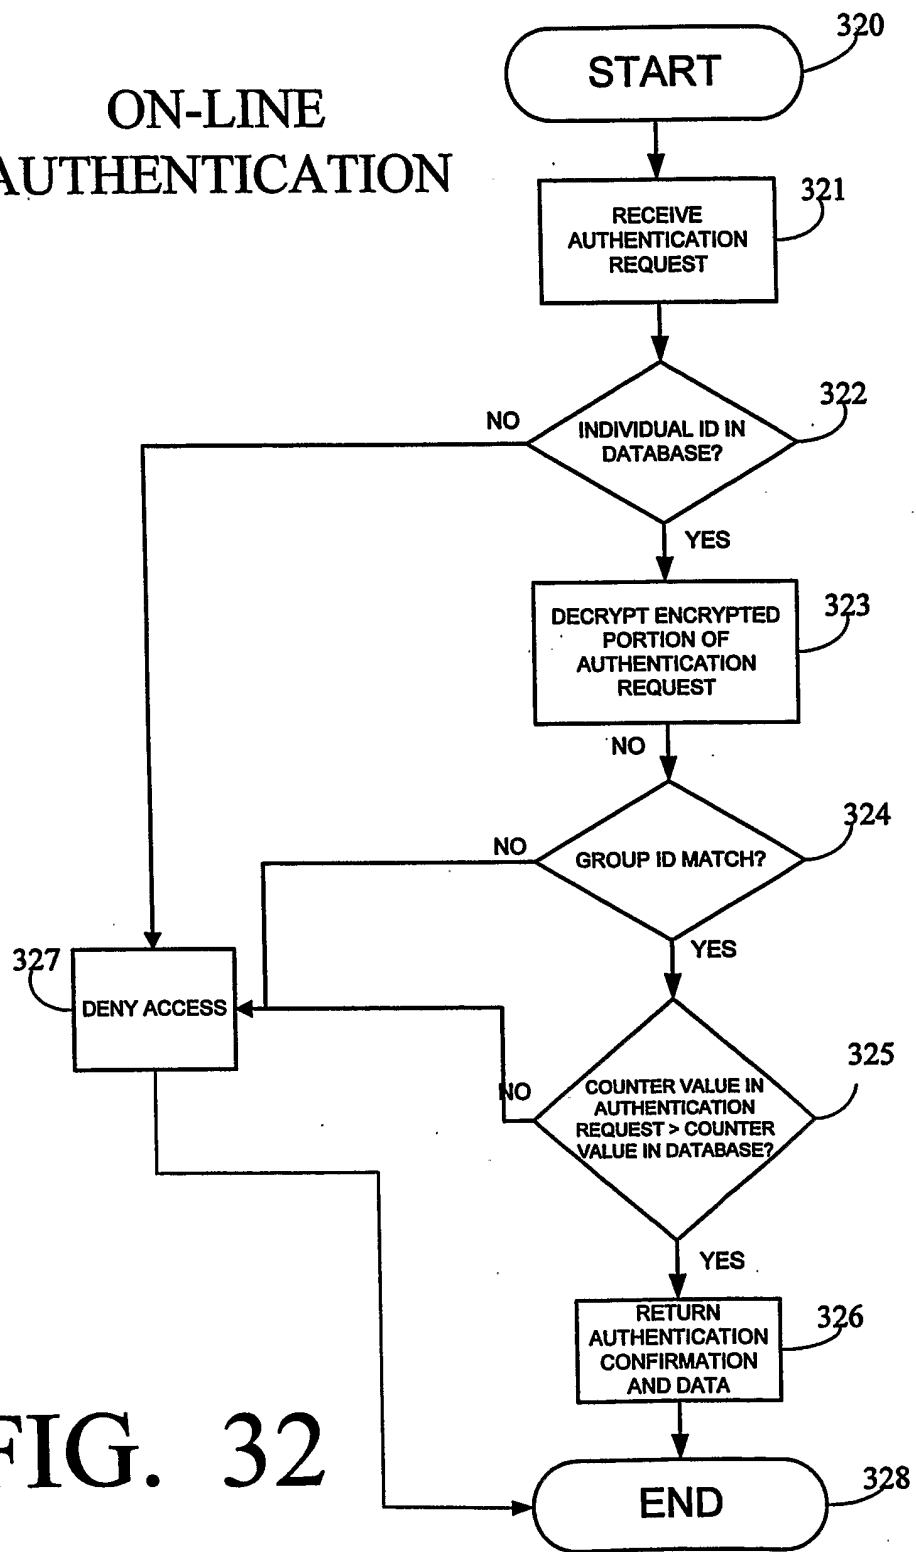 320
START
ON-LINE
AUTHENTICATION
321
RECEIVE
AUTHENTICATION
REQUEST
322
NO
INDIVIDUAL ID IN
DATABASE?
YES
323
DECRYPT ENCRYPTED
PORTION OF
AUTHENTICATION
REQUEST
NO
324
NO
GROUP ID MATCH?
YES
327
DENY ACCESS
325
NO
COUNTER VALUE IN
AUTHENTICATION
REQUEST > COUNTER
VALUE IN DATABASE?
YES
326
RETURN
AUTHENTICATION
CONFIRMATION
AND DATA
FIG. 32
328
END